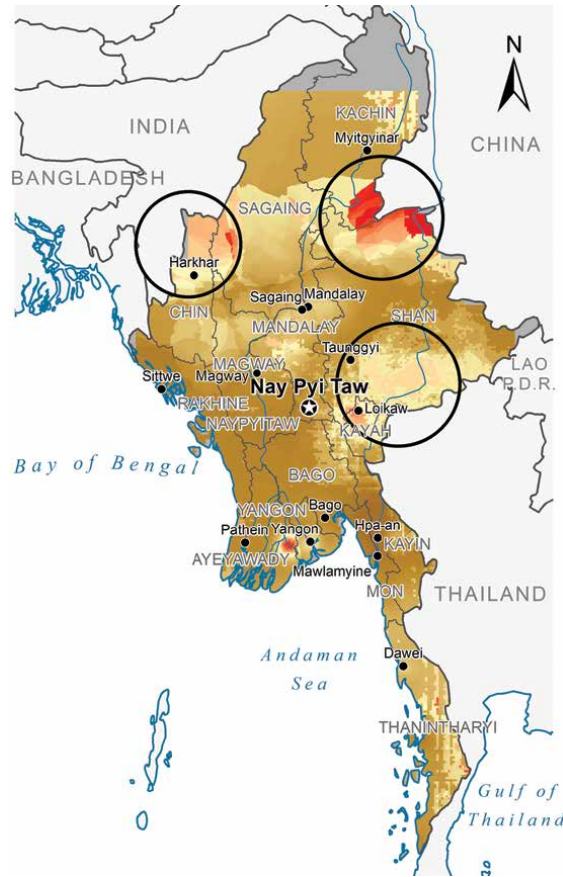 N
KACHIN
INDIA
Myitgyinar
CHINA
BANGLADESH
SAGAING
Harkhar
Sagaing
Mandalay
CHIN
MANDALAY
SHAN
Taunggyi
MAGWAY
LAO
P.D.R.
Sittwe
Magway
Nay Pyi Taw
RAKHINE
Loikaw
NAYPYITAW
KAYAH
Bay of Bengal
BAGO
YANGON
Bago
Pathein
Yangon
Hpa-an
KAYIN
AYEYAWADY
Mawlamyine
MON
THAILAND
Andaman
Sea
Dawei
THANINTHARYI
Gulf of
Thailand